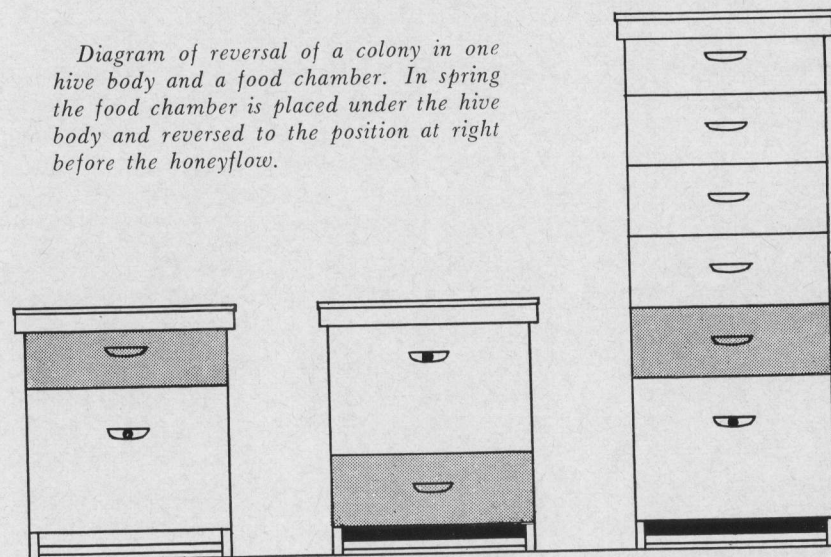 Diagram of reversal of a colony in one
hive body and a food chamber. In spring
the food chamber is placed under the hive
body and reversed to the position at right
before the honeyflow.